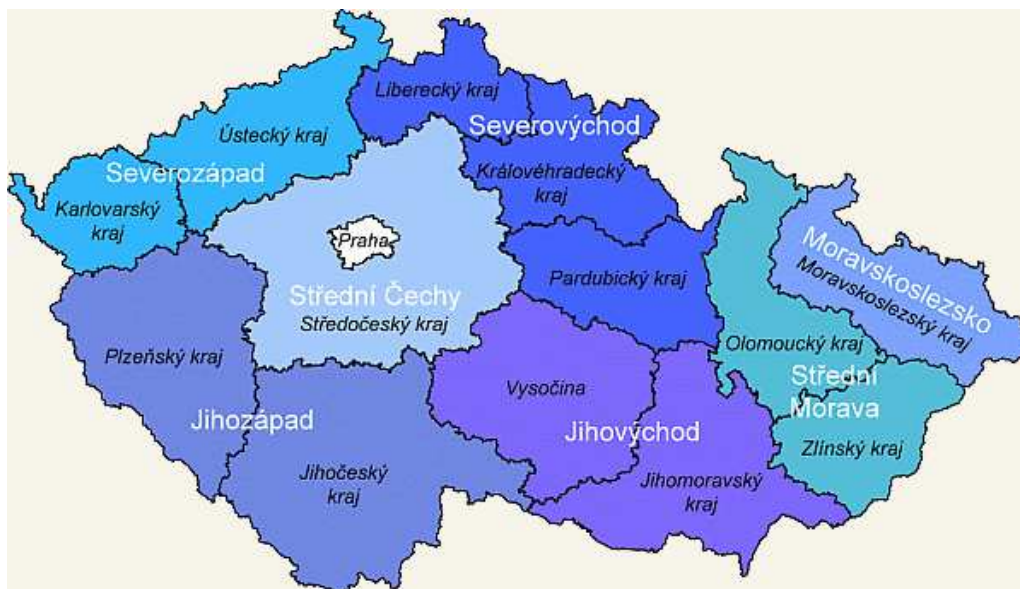 Liberecký kraj
Severovýchod
Ústecký kraj
Severozápad
Královéhradecký
kraj
Karlovarský
kraj
Praha
Pardubický kraj
Moravskoslezsko
Moravskoslezský kraj
Střední Čechy
Středočeský kraj
Plzeňský kraj
Olomoucký kraj
Střední
Morava
Vysočina
Jihozápad
Jihovýchod
Zlínský kraj
Jihočeský
kraj
Jihomoravský
kraj